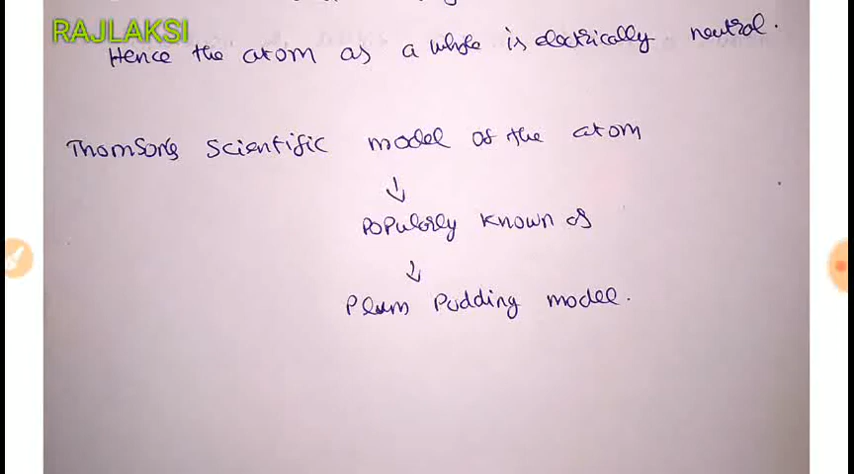 RAJLAKSI
Hence the atom as a whole is electrically neutral.
Thomson's Scientific model of the atom
↓
Popularly known as
↓
Plum Pudding model.